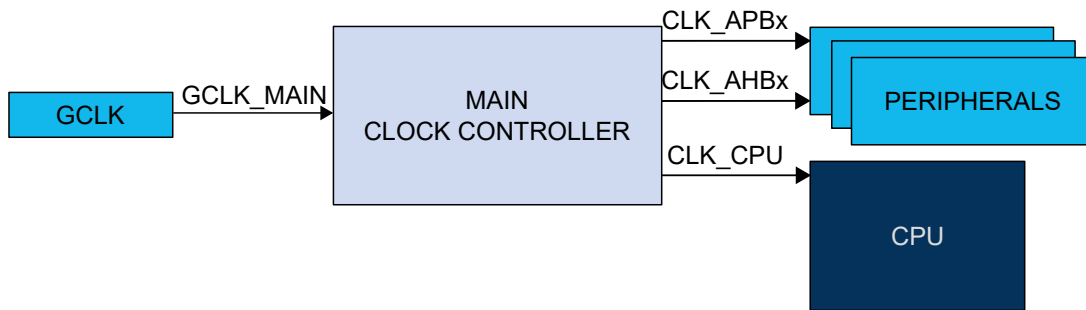 GCLK
GCLK_MAIN
MAIN
CLOCK CONTROLLER
CLK_APBx
CLK_AHBx
CLK_CPU
PERIPHERALS
CPU